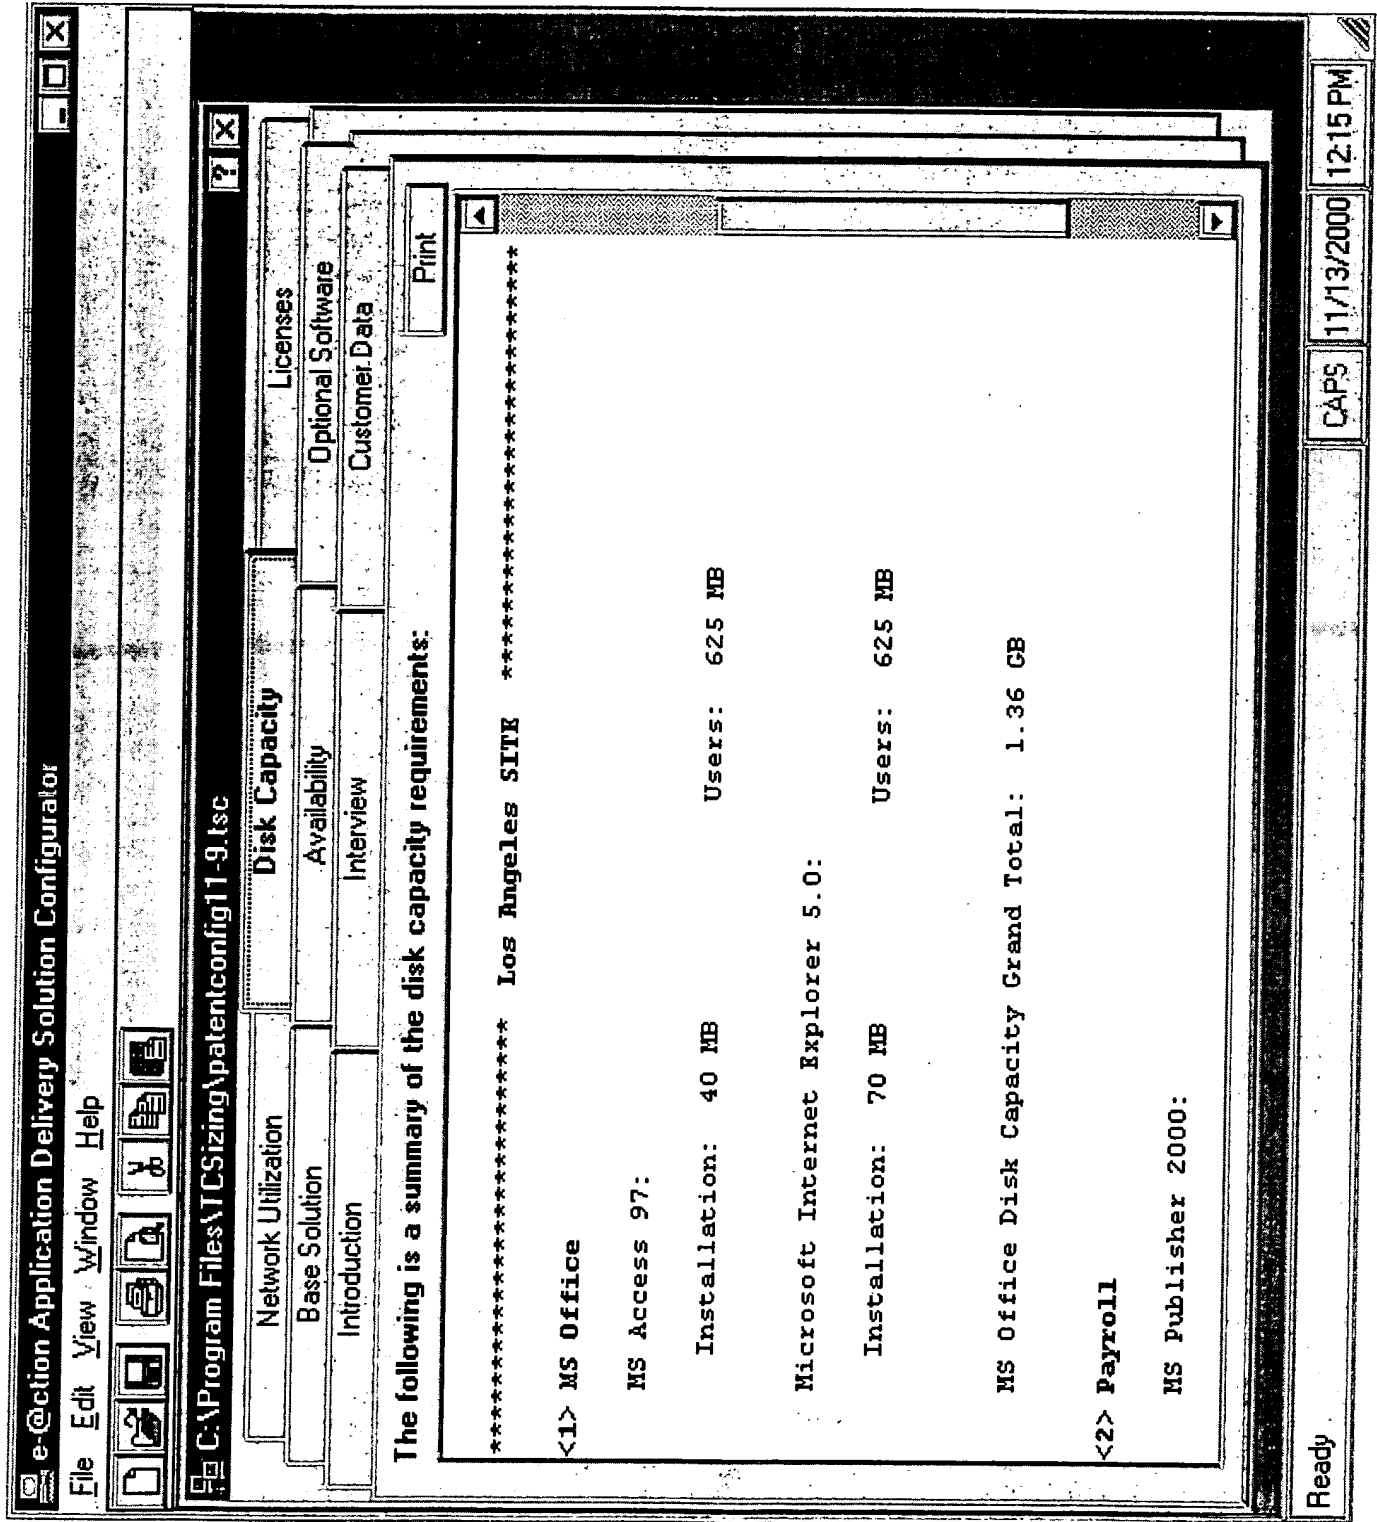 e-@ction Application Delivery Solution Configurator
File Edit View Window Help
C:\Program Files\TCSizing\patentconfig11-9.tsc
Network Utilization Disk Capacity Licenses
Base Solution Availability Optional Software
Introduction Interview Customer Data
The following is a summary of the disk capacity requirements: Print
******************************* Los Angeles SITE *******************************
<1> MS Office
MS Access 97:
Installation: 40 MB Users: 625 MB
Microsoft Internet Explorer 5.0:
Installation: 70 MB Users: 625 MB
MS Office Disk Capacity Grand Total: 1.36 GB
<2> Payroll
MS Publisher 2000:
Ready CAPS 11/13/2000 12:15 PM